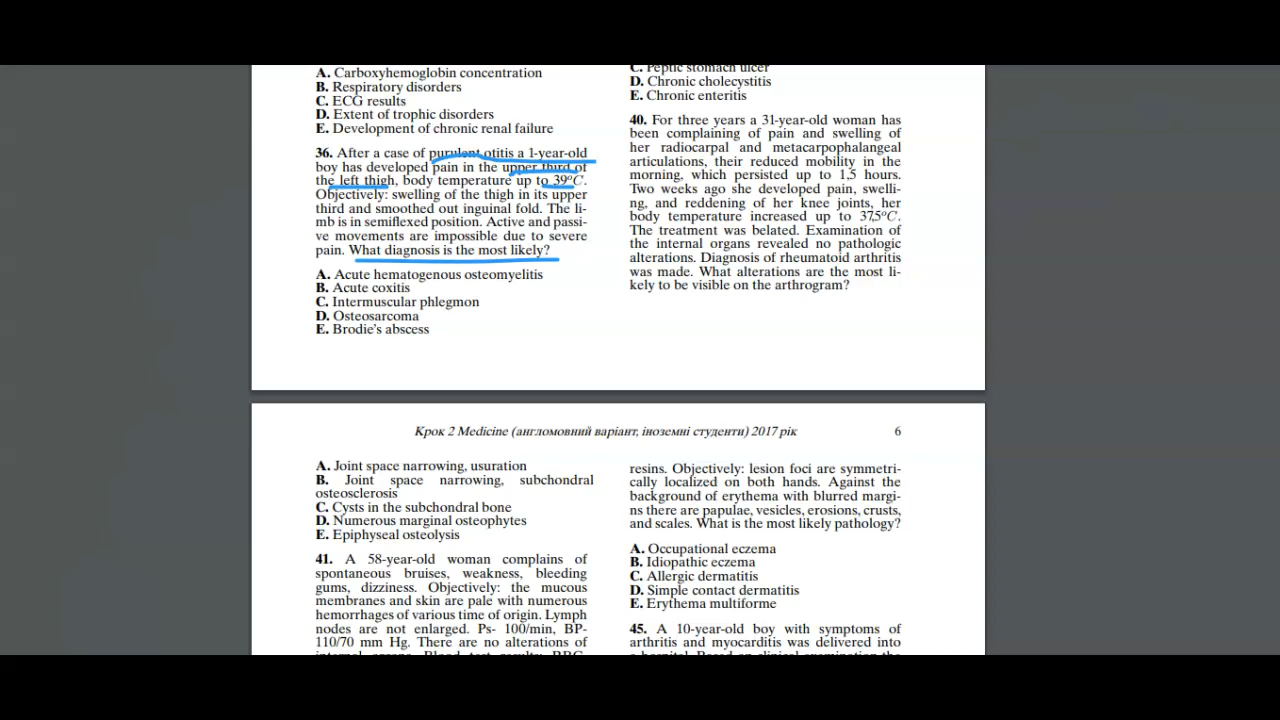 A. Carboxyhemoglobin concentration
B. Respiratory disorders
C. ECG results
D. Extent of trophic disorders
E. Development of chronic renal failure
36. After a case of purulent otitis a 1-year-old
boy has developed pain in the upper third of
the left thigh, body temperature up to 39°C.
Objectively: swelling of the thigh in its upper
third and smoothed out inguinal fold. The li-
mb is in semiflexed position. Active and passi-
ve movements are impossible due to severe
pain. What diagnosis is the most likely?
A. Acute hematogenous osteomyelitis
B. Acute coxitis
C. Intermuscular phlegmon
D. Osteosarcoma
E. Brodie's abscess
C. Peptic stomach ulcer
D. Chronic cholecystitis
E. Chronic enteritis
40. For three years a 31-year-old woman has
been complaining of pain and swelling of
her radiocarpal and metacarpophalangeal
articulations, their reduced mobility in the
morning, which persisted up to 1,5 hours.
Two weeks ago she developed pain, swelli-
ng, and reddening of her knee joints, her
body temperature increased up to 37,5°C.
The treatment was belated. Examination of
the internal organs revealed no pathologic
alterations. Diagnosis of rheumatoid arthritis
was made. What alterations are the most li-
kely to be visible on the arthrogram?
Крок 2 Medicine (англомовний варіант, іноземні студенти) 2017 рік 6
A. Joint space narrowing, usuration
B. Joint space narrowing, subchondral
osteosclerosis
C. Cysts in the subchondral bone
D. Numerous marginal osteophytes
E. Epiphyseal osteolysis
41. A 58-year-old woman complains of
spontaneous bruises, weakness, bleeding
gums, dizziness. Objectively: the mucous
membranes and skin are pale with numerous
hemorrhages of various time of origin. Lymph
nodes are not enlarged. Ps- 100/min, BP-
110/70 mm Hg. There are no alterations of
resins. Objectively: lesion foci are symmetri-
cally localized on both hands. Against the
background of erythema with blurred margi-
ns there are papulae, vesicles, erosions, crusts,
and scales. What is the most likely pathology?
A. Occupational eczema
B. Idiopathic eczema
C. Allergic dermatitis
D. Simple contact dermatitis
E. Erythema multiforme
45. A 10-year-old boy with symptoms of
arthritis and myocarditis was delivered into